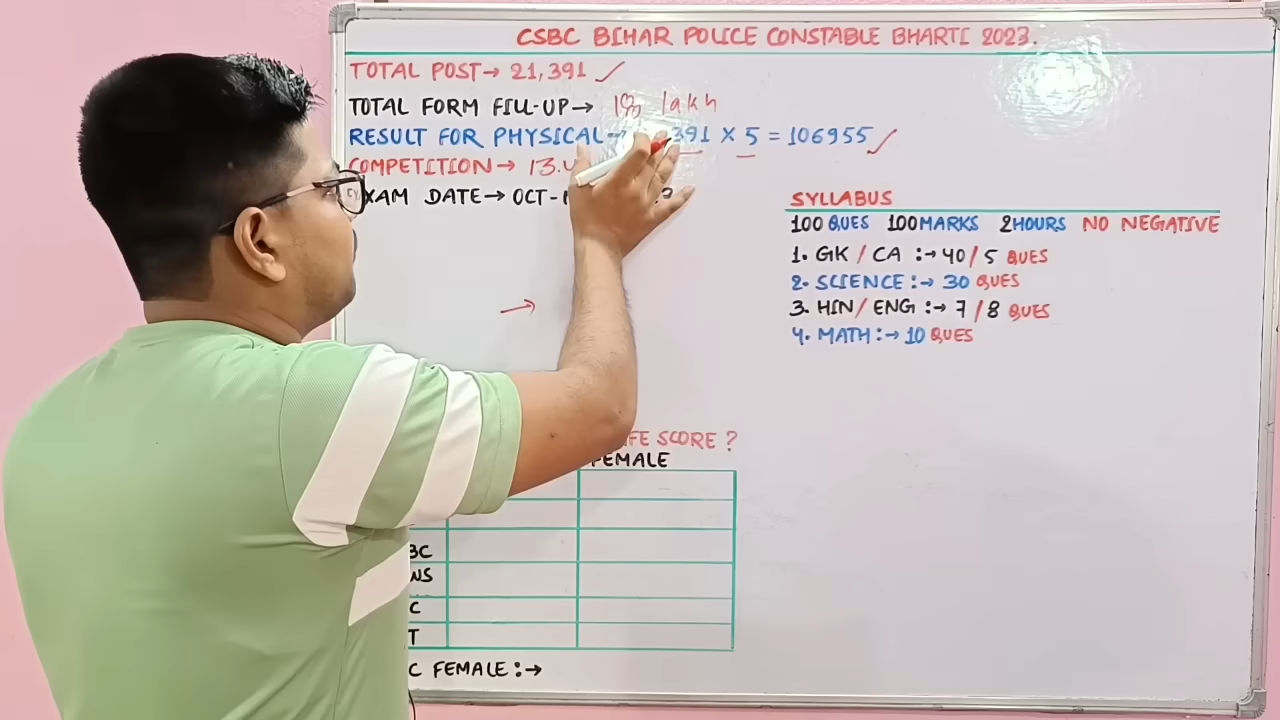 CSBC BIHAR POLICE CONSTABLE BHARTI 2023.
TOTAL POST→ 21,391 ✓
TOTAL FORM FILL-UP→ lakh
RESULT FOR PHYSICAL→ 391 X 5 = 106955 ✓
COMPETITION→ 13.
EXAM DATE→ OCT-
→
SYLLABUS
100 QUES 100 MARKS 2 HOURS NO NEGATIVE
1. GK / CA :→ 40 / 5 QUES
2. SCIENCE :→ 30 QUES
3. HIN / ENG :→ 7 / 8 QUES
4. MATH :→ 10 QUES
FE SCORE ?
FEMALE
BC
WS
C
T
C FEMALE :→